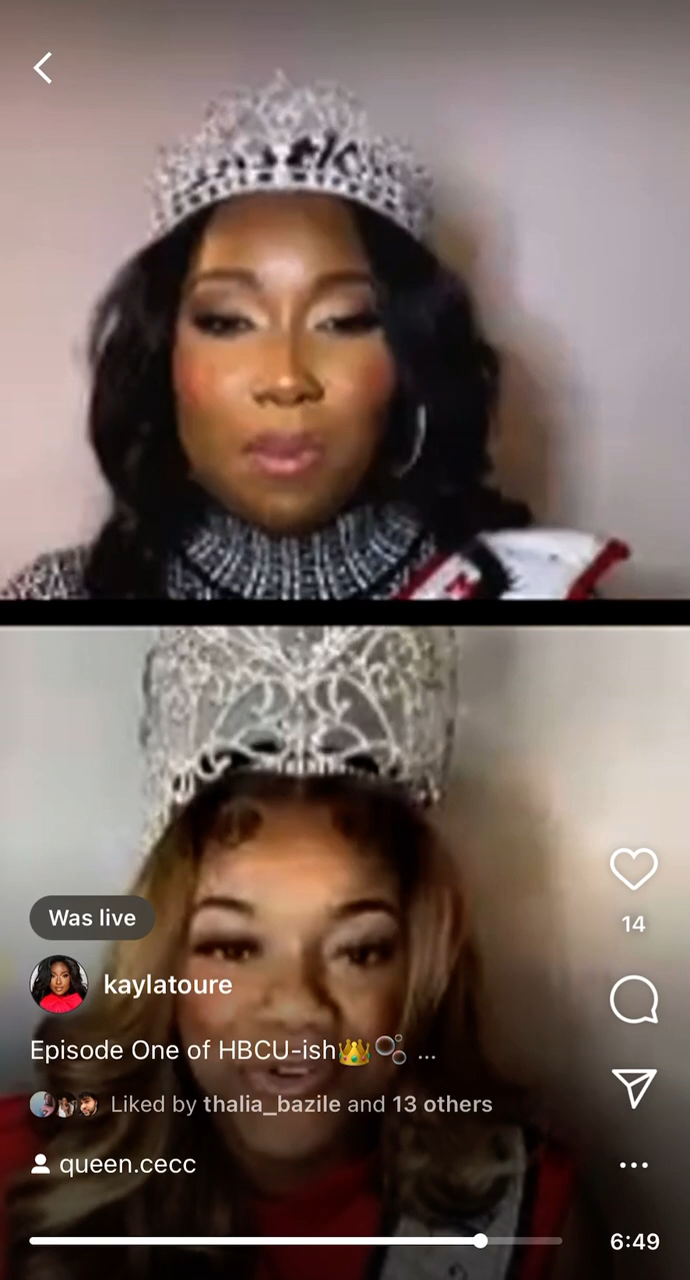 Was live
kaylatoure
Episode One of HBCU-ish👑🫧 ...
Liked by thalia_bazile and 13 others
queen.cecc
14
6:49